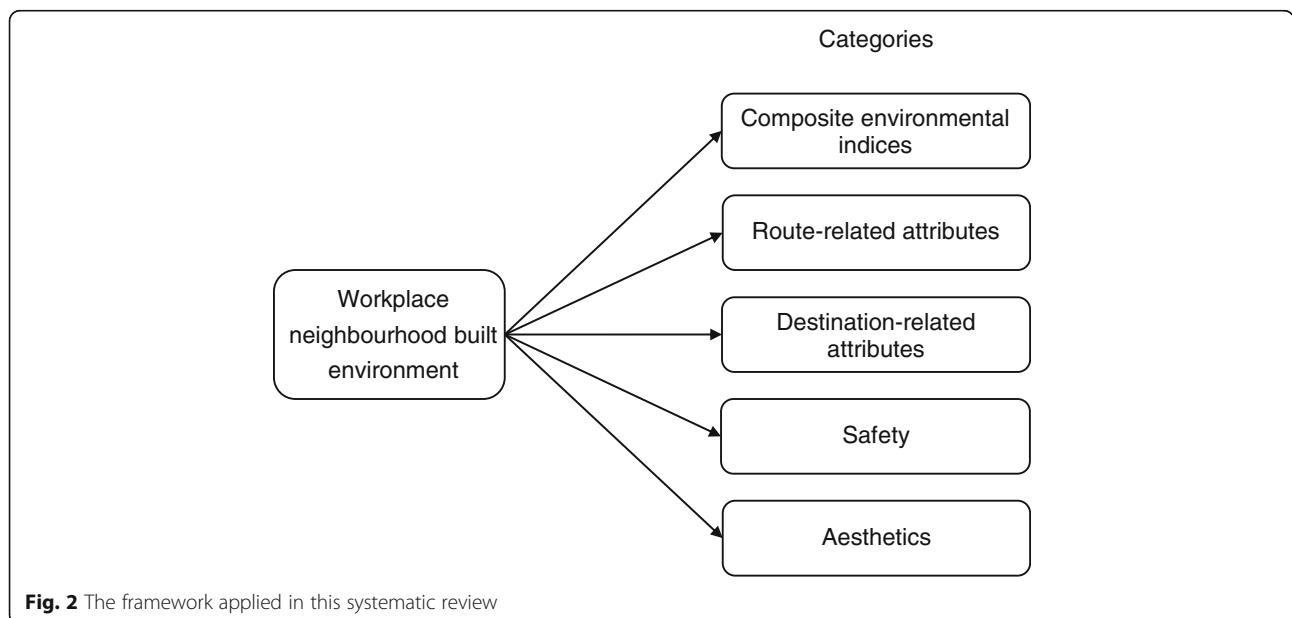 Categories
Composite environmental
indices
Route-related attributes
Workplace
neighbourhood built
environment
Destination-related
attributes
Safety
Aesthetics
Fig. 2 The framework applied in this systematic review